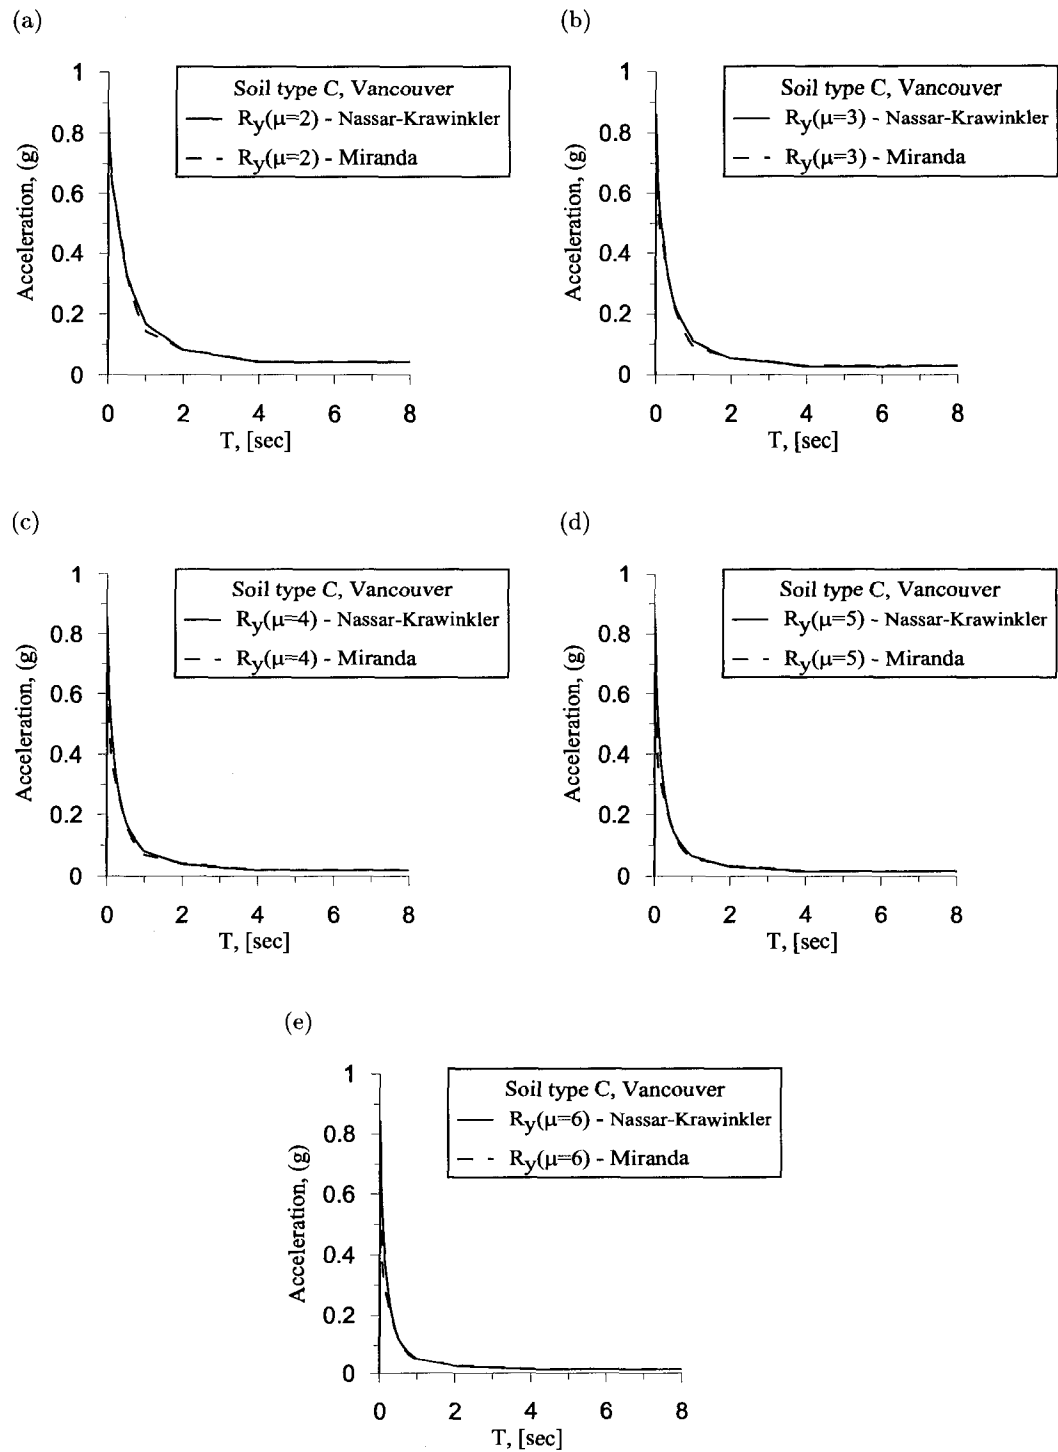 (a)
Soil type C, Vancouver
Ry(μ=2) - Nassar-Krawinkler
Ry(μ=2) - Miranda
Acceleration, (g)
1
0.8
0.6
0.4
0.2
0
0 2 4 6 8
T, [sec]
(b)
Soil type C, Vancouver
Ry(μ=3) - Nassar-Krawinkler
Ry(μ=3) - Miranda
Acceleration, (g)
1
0.8
0.6
0.4
0.2
0
0 2 4 6 8
T, [sec]
(c)
Soil type C, Vancouver
Ry(μ=4) - Nassar-Krawinkler
Ry(μ=4) - Miranda
Acceleration, (g)
1
0.8
0.6
0.4
0.2
0
0 2 4 6 8
T, [sec]
(d)
Soil type C, Vancouver
Ry(μ=5) - Nassar-Krawinkler
Ry(μ=5) - Miranda
Acceleration, (g)
1
0.8
0.6
0.4
0.2
0
0 2 4 6 8
T, [sec]
(e)
Soil type C, Vancouver
Ry(μ=6) - Nassar-Krawinkler
Ry(μ=6) - Miranda
Acceleration, (g)
1
0.8
0.6
0.4
0.2
0
0 2 4 6 8
T, [sec]